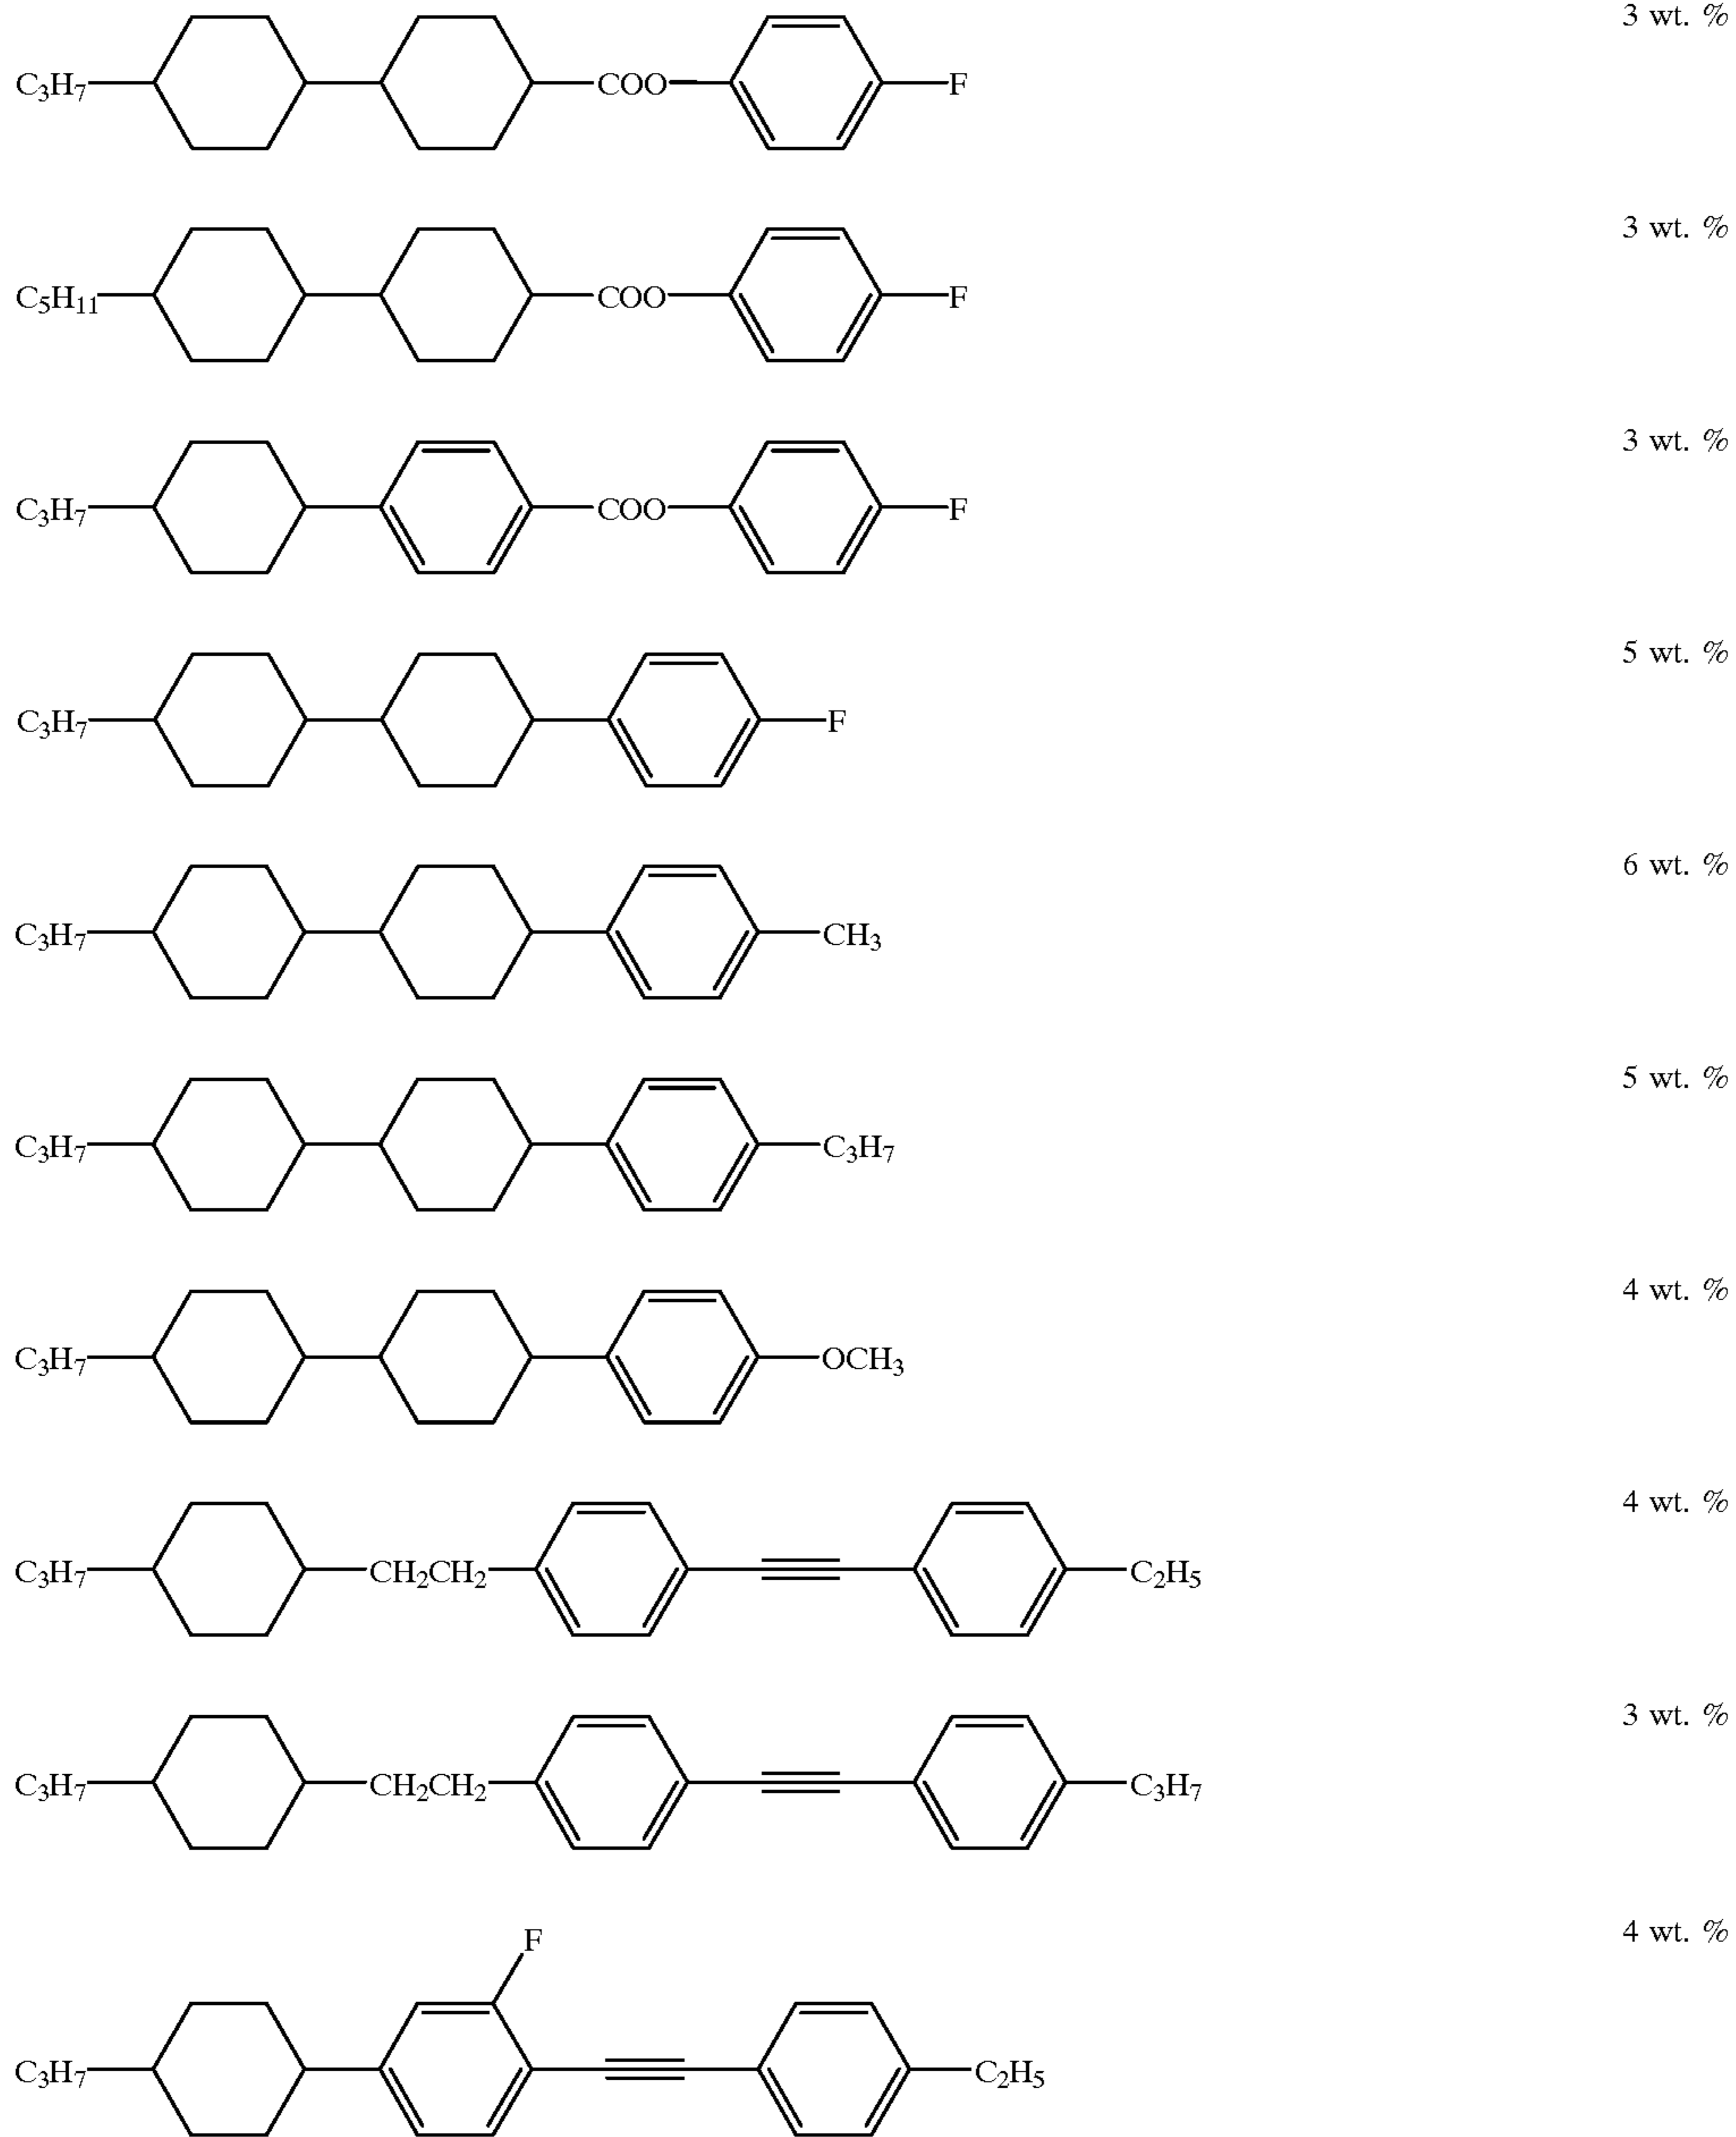 3 wt. %
C3H7 COO F
3 wt. %
C5H11 COO F
3 wt. %
C3H7 COO F
5 wt. %
C3H7 F
6 wt. %
C3H7 CH3
5 wt. %
C3H7 C3H7
4 wt. %
C3H7 OCH3
4 wt. %
C3H7 CH2CH2 C2H5
3 wt. %
C3H7 CH2CH2 C3H7
4 wt. %
F
C3H7 C2H5